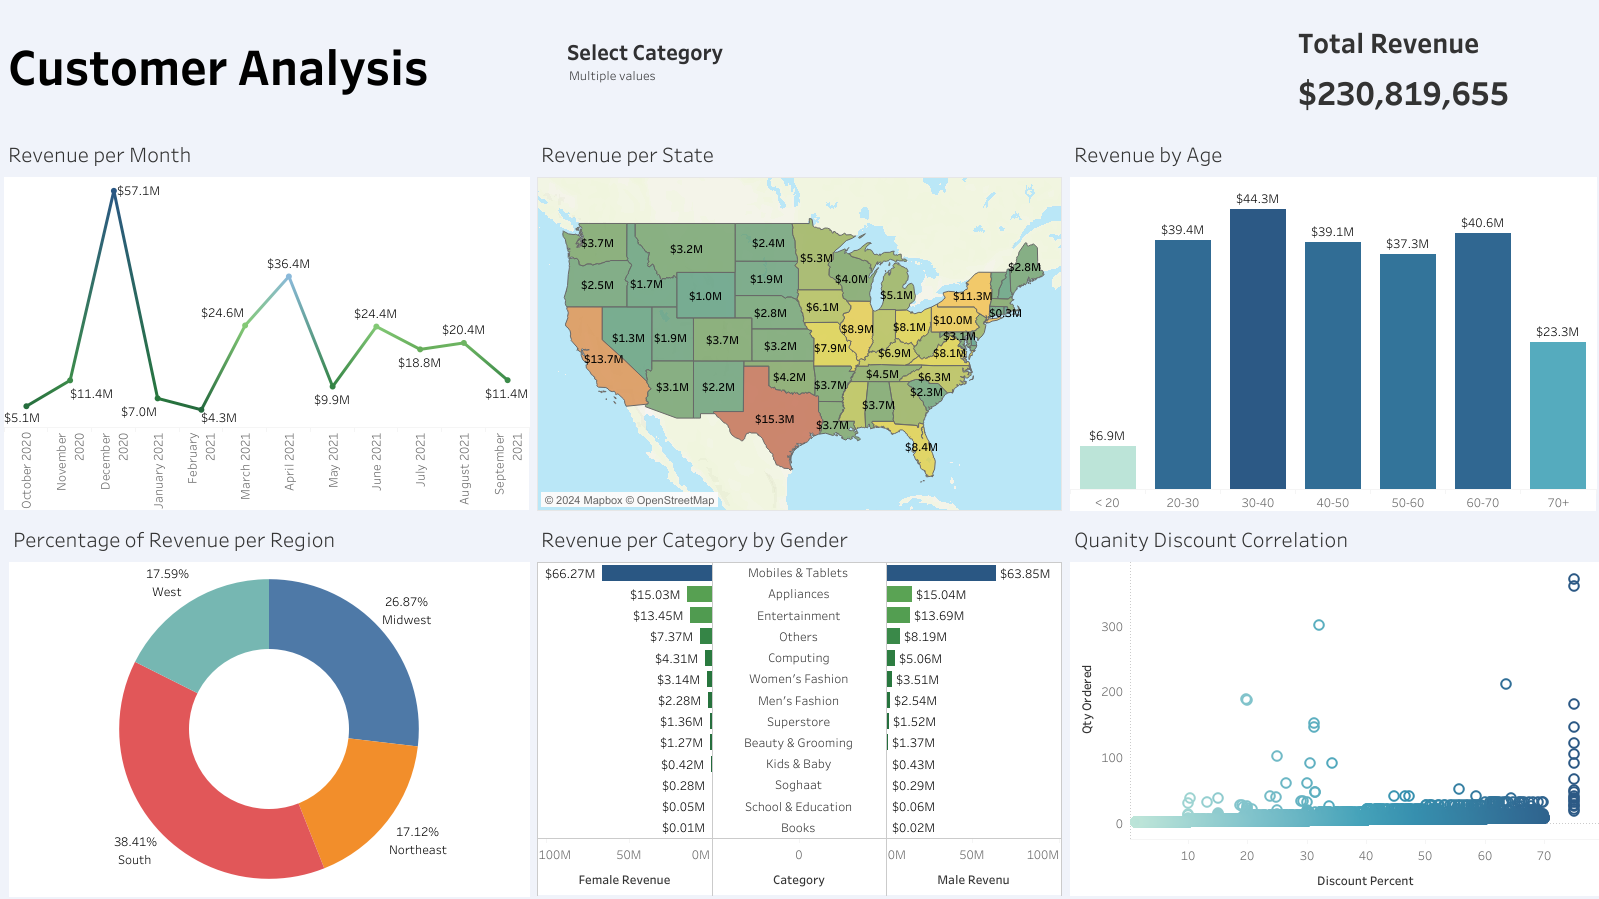 Customer Analysis
Select Category
Multiple values
Total Revenue
$230,819,655
Revenue per Month
$57.1M
$36.4M
$24.6M
$24.4M
$20.4M
$18.8M
$11.4M
$9.9M
$11.4M
$7.0M
$5.1M
$4.3M
October 2020
November 2020
December 2020
January 2021
February 2021
March 2021
April 2021
May 2021
June 2021
July 2021
August 2021
September 2021
Revenue per State
$3.7M
$3.2M
$2.4M
$5.3M
$2.8M
$2.5M
$1.7M
$1.0M
$1.9M
$4.0M
$5.1M
$11.3M
$2.8M
$6.1M
$0.3M
$10.0M
$1.3M
$1.9M
$3.7M
$3.2M
$7.9M
$8.9M
$8.1M
$3.1M
$6.9M
$8.1M
$13.7M
$3.1M
$2.2M
$4.2M
$3.7M
$4.5M
$6.3M
$2.3M
$15.3M
$3.7M
$3.7M
$8.4M
© 2024 Mapbox © OpenStreetMap
Revenue by Age
$6.9M
$39.4M
$44.3M
$39.1M
$37.3M
$40.6M
$23.3M
< 20
20-30
30-40
40-50
50-60
60-70
70+
Percentage of Revenue per Region
17.59%
West
26.87%
Midwest
38.41%
South
17.12%
Northeast
Revenue per Category by Gender
$66.27M Mobiles & Tablets $63.85M
$15.03M Appliances $15.04M
$13.45M Entertainment $13.69M
$7.37M Others $8.19M
$4.31M Computing $5.06M
$3.14M Women's Fashion $3.51M
$2.28M Men's Fashion $2.54M
$1.36M Superstore $1.52M
$1.27M Beauty & Grooming $1.37M
$0.42M Kids & Baby $0.43M
$0.28M Soghaat $0.29M
$0.05M School & Education $0.06M
$0.01M Books $0.02M
100M 50M 0M 0 0M 50M 100M
Female Revenue Category Male Revenu
Quanity Discount Correlation
Qty Ordered
300
200
100
0
10 20 30 40 50 60 70
Discount Percent